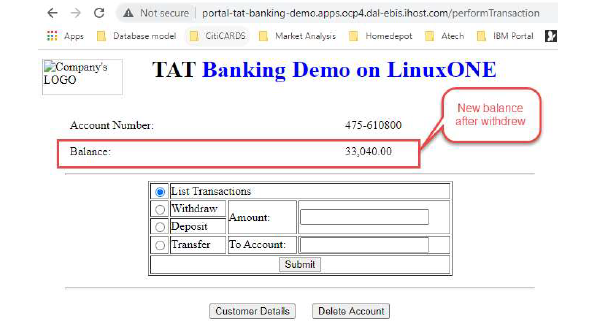 Not secure | portal-tat-banking-demo.apps.ocp4.dal-ebis.ihost.com/performTransaction
Apps Database model CitiCARDS Market Analysis Homedepot Atech IBM Portal
Company's LOGO
TAT Banking Demo on LinuxONE
New balance
after withdrew
Account Number: 475-610800
Balance: 33,040.00
List Transactions
Withdraw Amount:
Deposit
Transfer To Account:
Submit
Customer Details Delete Account